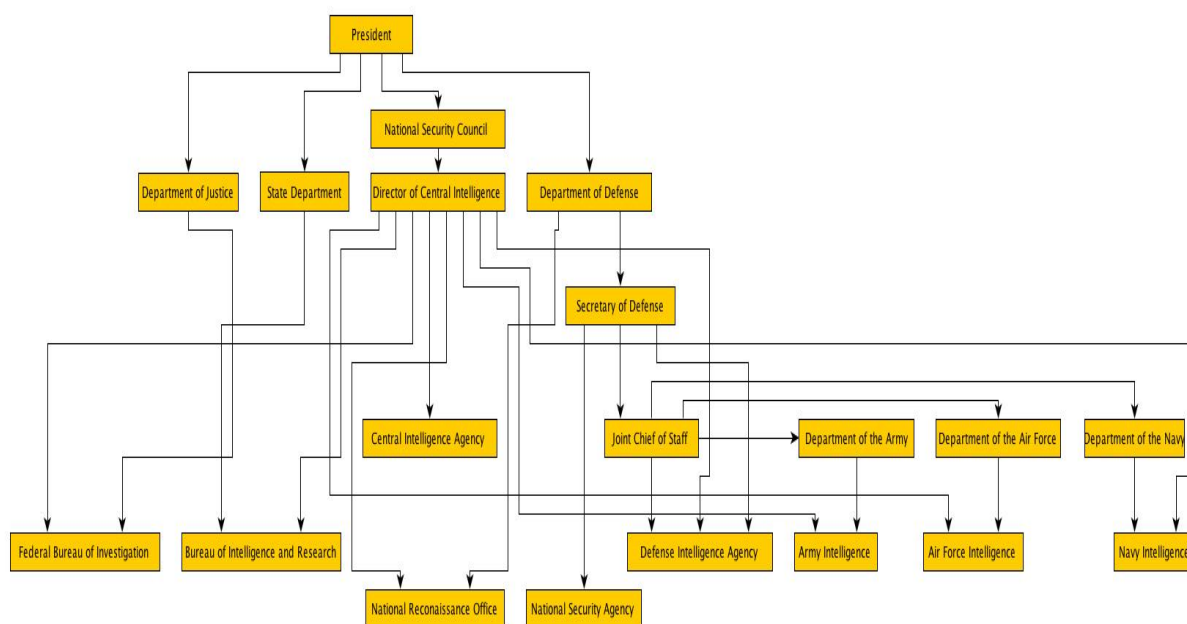 President
National Security Council
Department of Justice
State Department
Director of Central Intelligence
Department of Defense
Secretary of Defense
Central Intelligence Agency
Joint Chief of Staff
Department of the Army
Department of the Air Force
Department of the Navy
Federal Bureau of Investigation
Bureau of Intelligence and Research
Defense Intelligence Agency
Army Intelligence
Air Force Intelligence
Navy Intelligence
National Reconaissance Office
National Security Agency